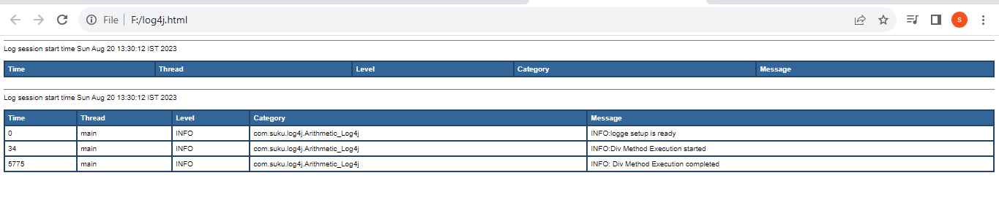 File F:/log4j.html
S
Log session start time Sun Aug 20 13:30:12 IST 2023
Time Thread Level Category Message
Log session start time Sun Aug 20 13:30:12 IST 2023
Time Thread Level Category Message
0 main INFO com.suku.log4j.Arithmetic_Log4j INFO:logge setup is ready
34 main INFO com.suku.log4j.Arithmetic_Log4j INFO:Div Method Execution started
5775 main INFO com.suku.log4j.Arithmetic_Log4j INFO: Div Method Execution completed